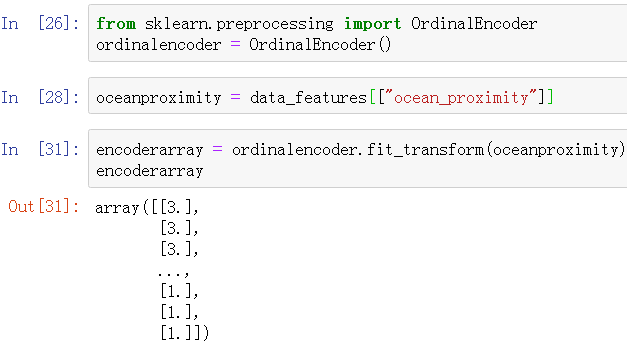 In [26]: from sklearn.preprocessing import OrdinalEncoder
ordinalencoder = OrdinalEncoder()
In [28]: oceanproximity = data_features[["ocean_proximity"]]
In [31]: encoderarray = ordinalencoder.fit_transform(oceanproximity)
encoderarray
Out[31]: array([[3.],
[3.],
[3.],
...,
[1.],
[1.],
[1.]])